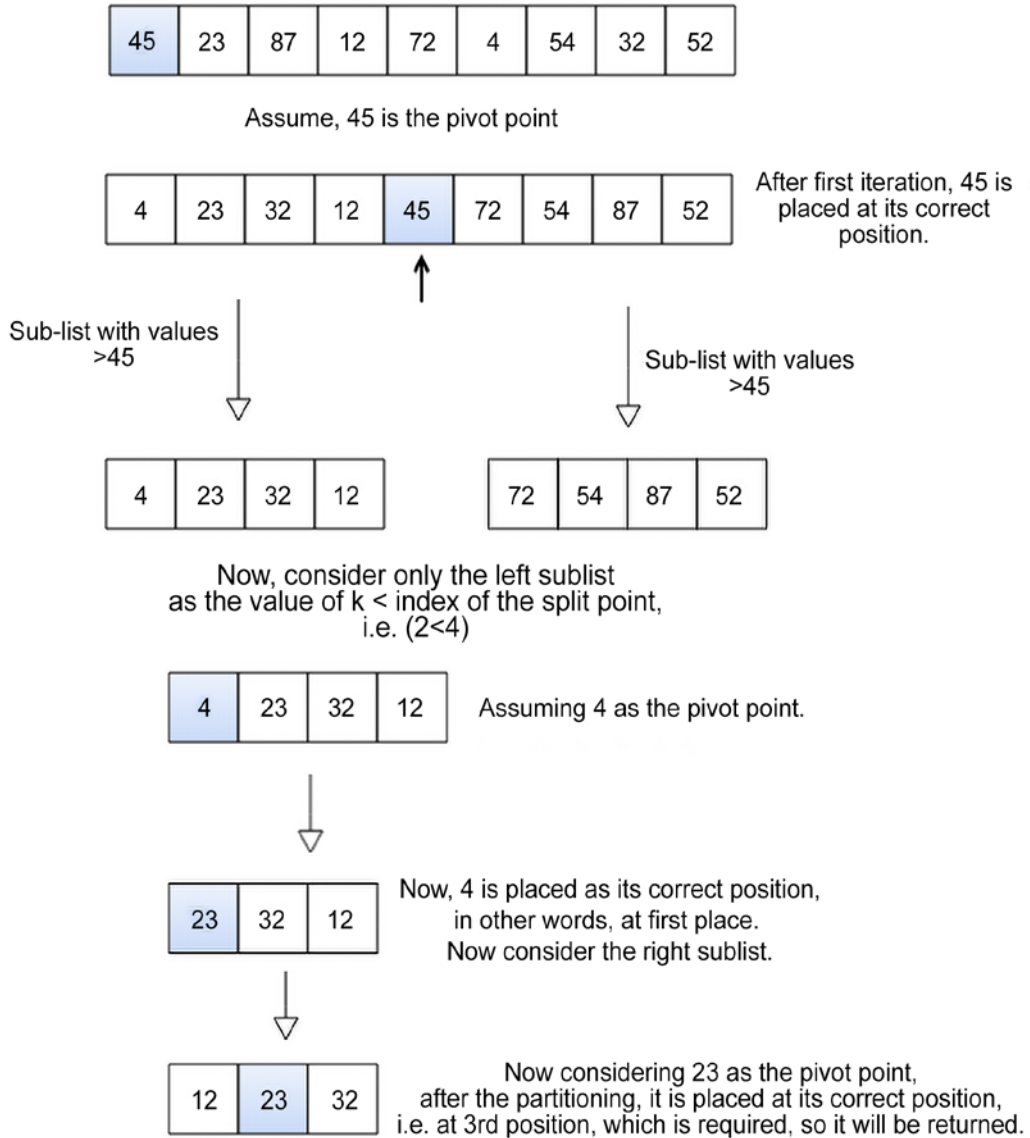 45 23 87 12 72 4 54 32 52
Assume, 45 is the pivot point
4 23 32 12 45 72 54 87 52
After first iteration, 45 is
placed at its correct
position.
Sub-list with values
>45
Sub-list with values
>45
4 23 32 12
72 54 87 52
Now, consider only the left sublist
as the value of k < index of the split point,
i.e. (2<4)
4 23 32 12
Assuming 4 as the pivot point.
23 32 12
Now, 4 is placed as its correct position,
in other words, at first place.
Now consider the right sublist.
12 23 32
Now considering 23 as the pivot point,
after the partitioning, it is placed at its correct position,
i.e. at 3rd position, which is required, so it will be returned.